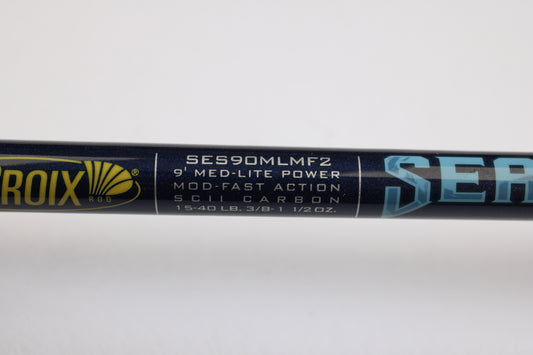 ROIX
ROD
®
SES90MLMF2
9' MED-LITE POWER
MOD-FAST ACTION
SCII CARBON
15-40 LB. 3/8-1 1/2 OZ.
SEA